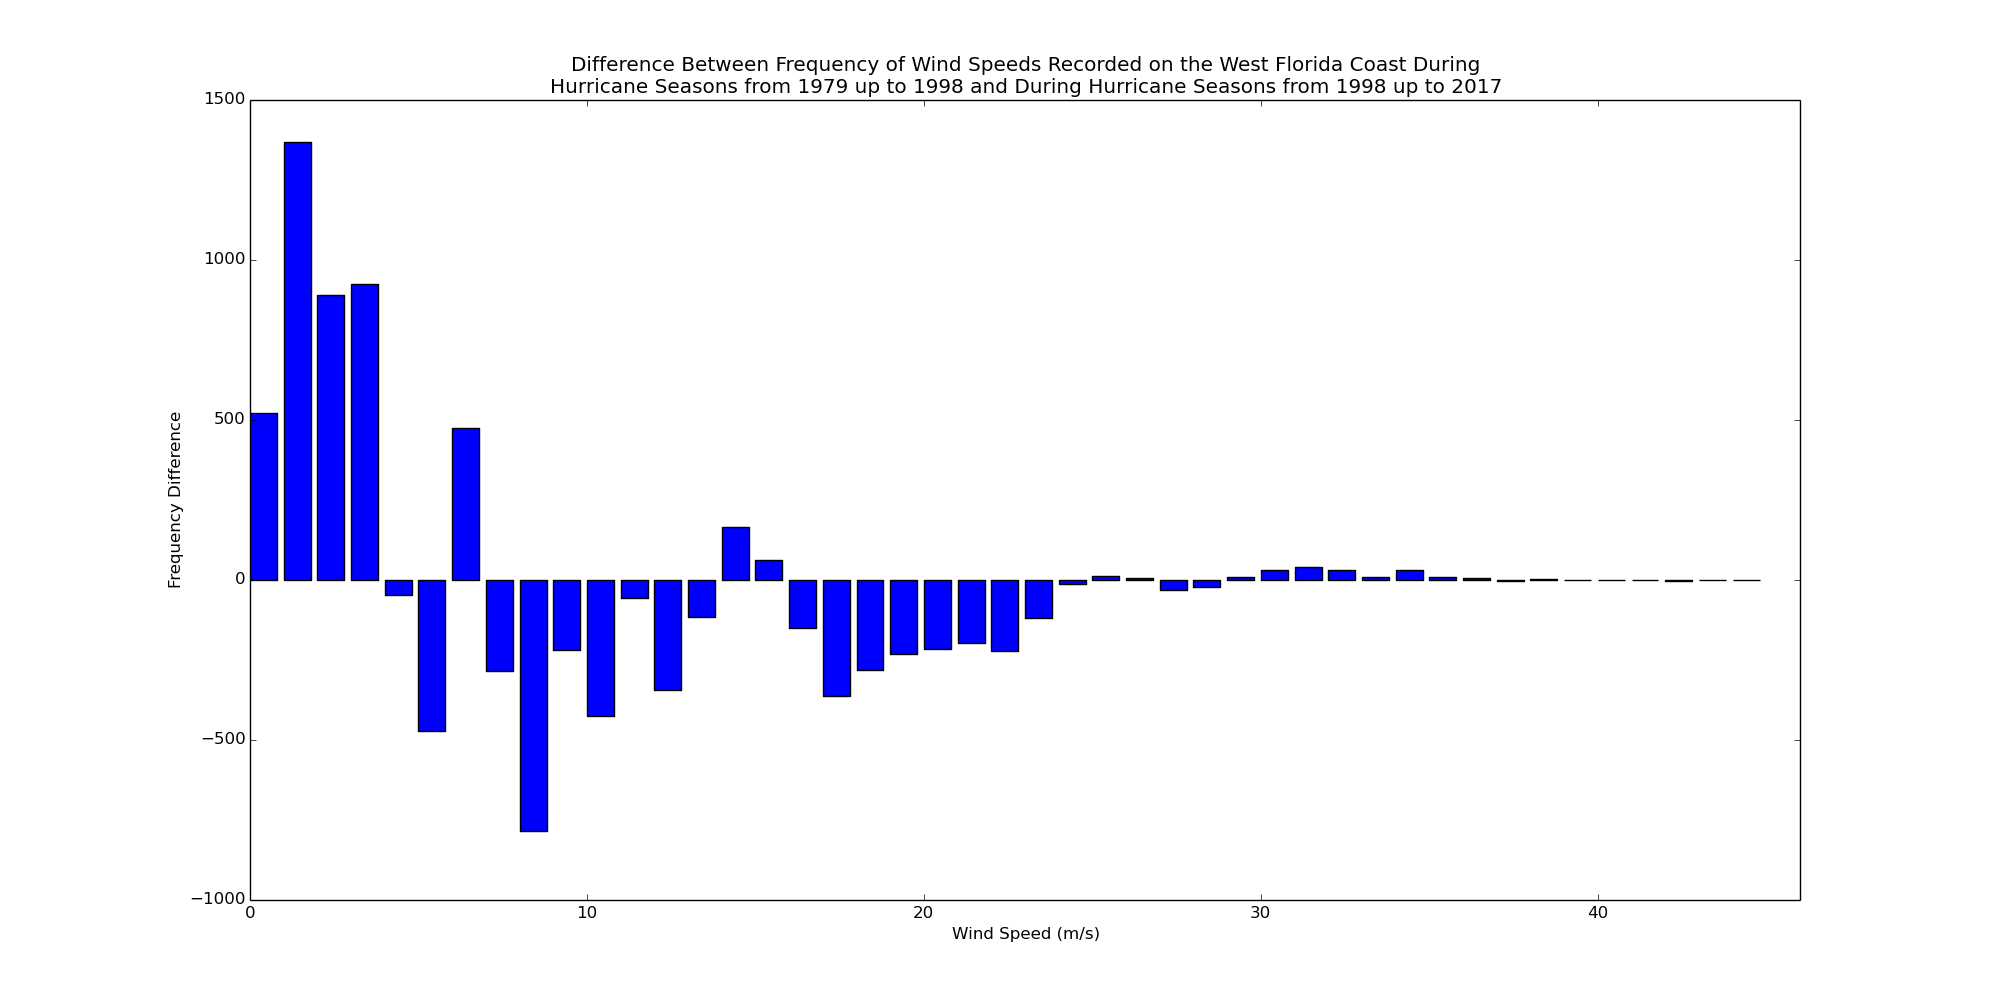 Difference Between Frequency of Wind Speeds Recorded on the West Florida Coast During
Hurricane Seasons from 1979 up to 1998 and During Hurricane Seasons from 1998 up to 2017
1500
1000
500
0
−500
−1000
Frequency Difference
0 10 20 30 40
Wind Speed (m/s)